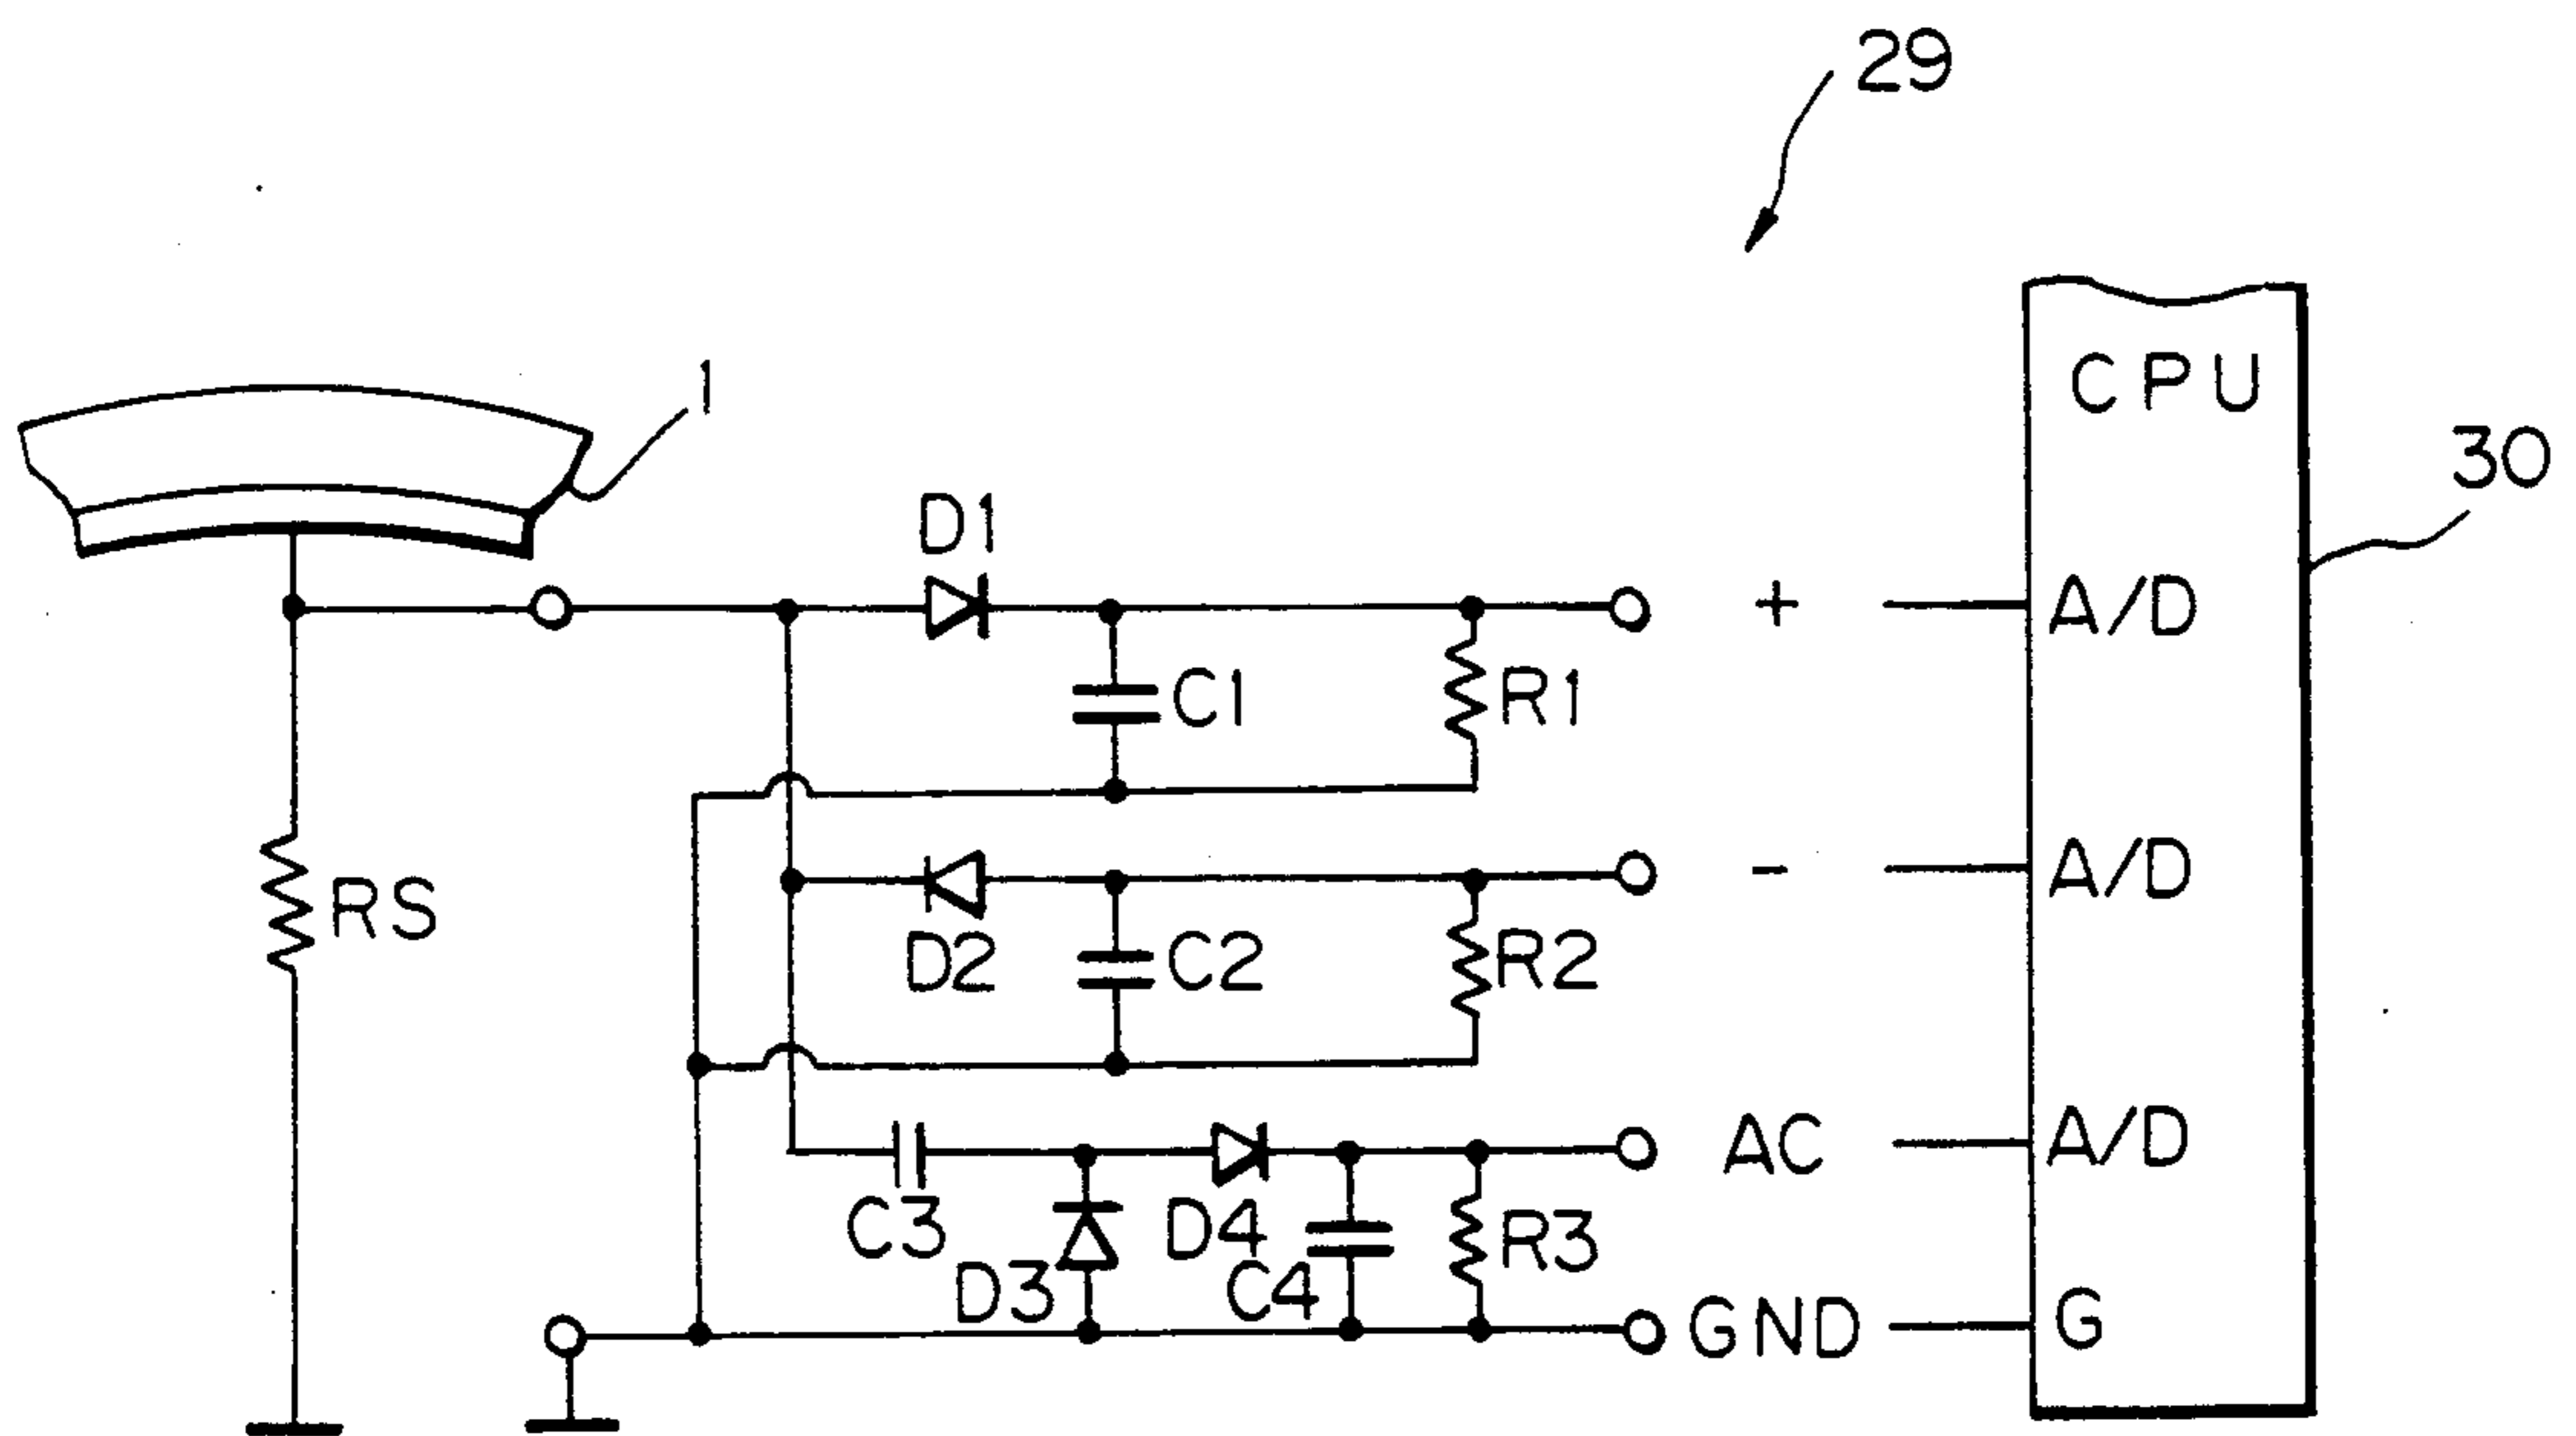 29
CPU
1
30
D1
+
A/D
C1
R1
-
A/D
RS
D2
C2
R2
AC
A/D
C3
D3
D4
C4
R3
GND
G